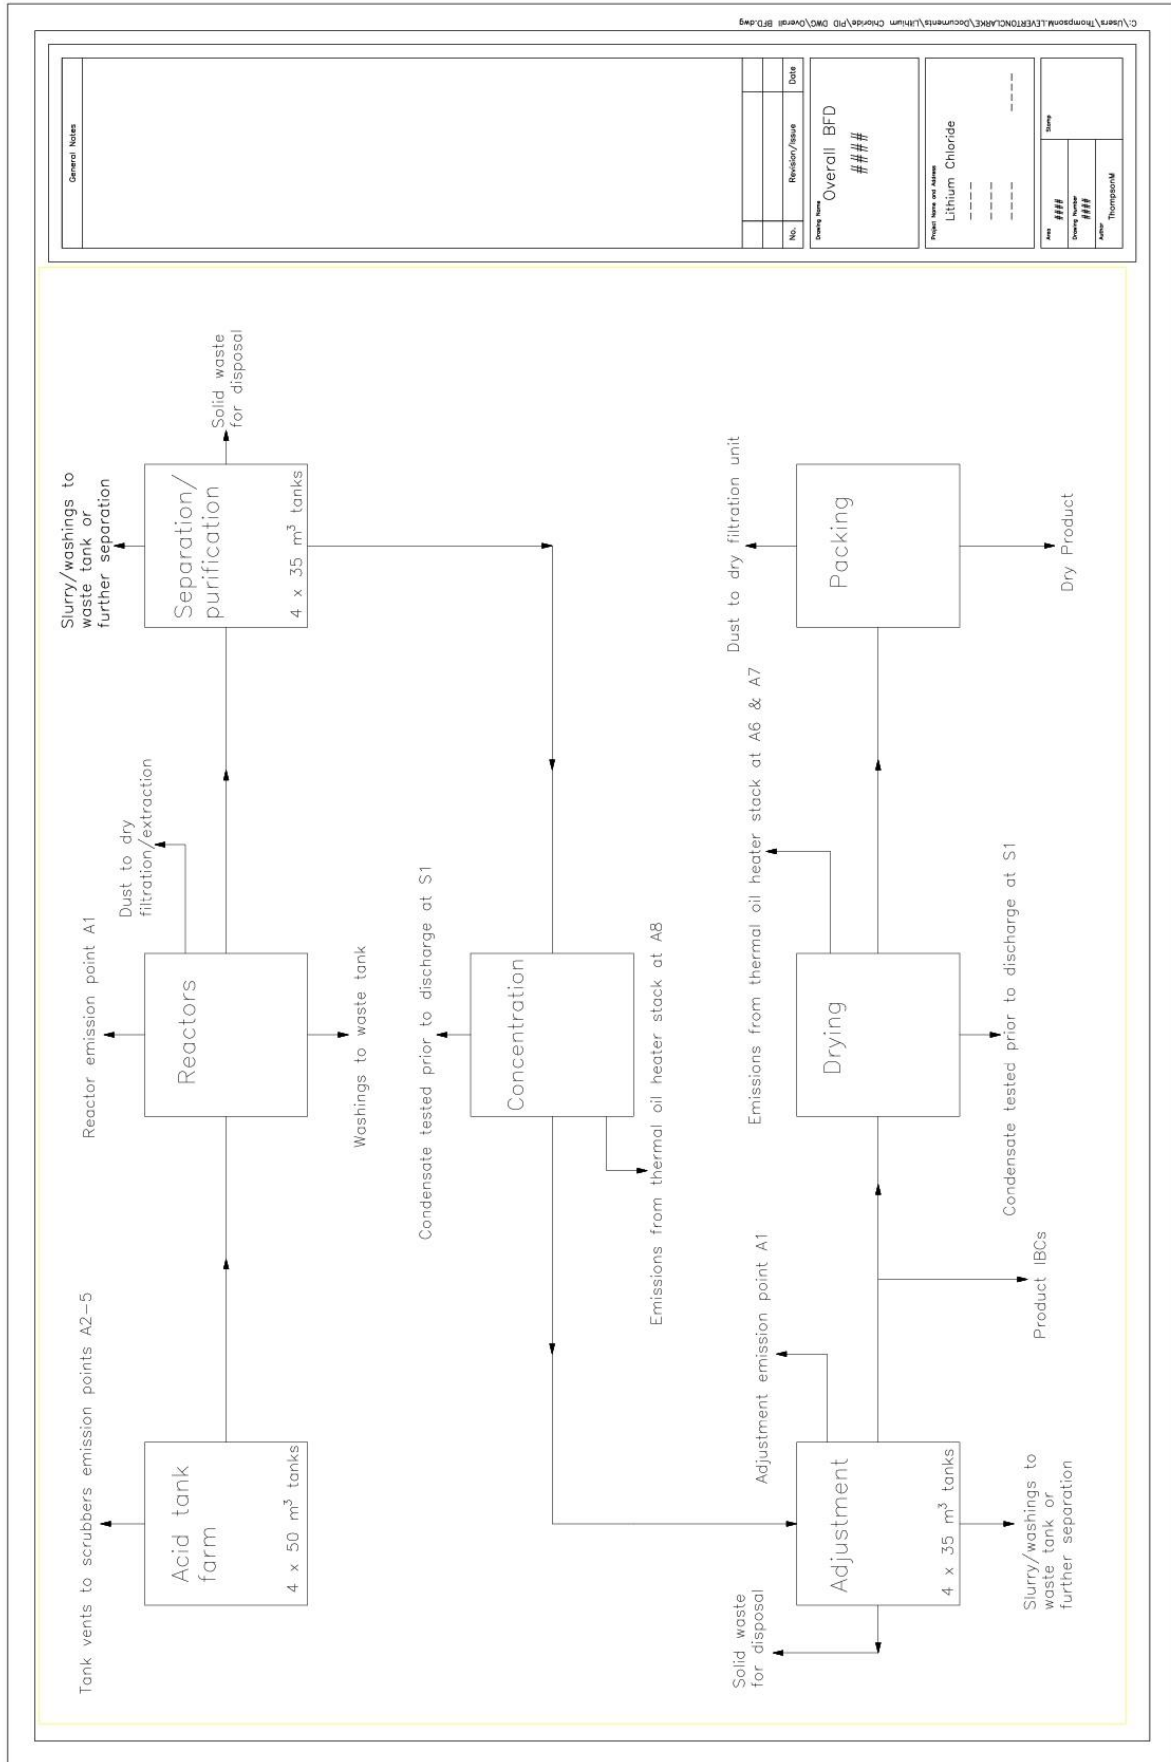 Tank vents to scrubbers emission points A2-5
Acid tank
farm
4 x 50 m³ tanks
Reactor emission point A1
Dust to dry
filtration/extraction
Reactors
Washings to waste tank
Slurry/washings to
waste tank or
further separation
Separation/
purification
4 x 35 m³ tanks
Solid waste
for disposal
Condensate tested prior to discharge at S1
Concentration
Emissions from thermal oil heater stack at A8
Solid waste
for disposal
Adjustment emission point A1
Adjustment
4 x 35 m³ tanks
Slurry/washings to
waste tank or
further separation
Product IBCs
Emissions from thermal oil heater stack at A6 & A7
Drying
Condensate tested prior to discharge at S1
Dust to dry filtration unit
Packing
Dry Product
General Notes
No.
Revision/Issue
Date
Drawing Name
Overall BFD
####
Project Name and Address
Lithium Chloride
----
----
---- ----
Area
####
Drawing Number
####
Author
ThompsonM
Stamp
C:\Users\ThompsonM.LEVERTONCLARKE\Documents\Lithium Chloride\PID DWG\Overall BFD.dwg